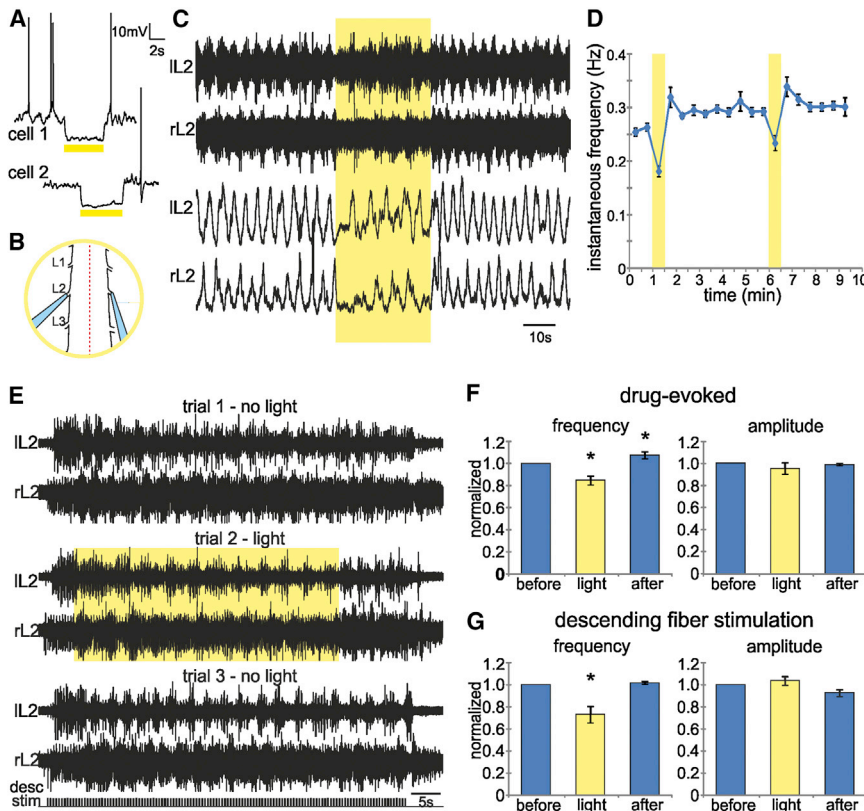 A
10mV
2s
cell 1
cell 2
B
L1
L2
L3
C
lL2
rL2
lL2
rL2
10s
D
instantaneous frequency (Hz)
0.4
0.3
0.2
0.1
0
0 1 2 3 4 5 6 7 8 9 10
time (min)
E
trial 1 - no light
lL2
rL2
trial 2 - light
lL2
rL2
trial 3 - no light
lL2
rL2
desc
stim
5s
F
drug-evoked
frequency
amplitude
normalized
1.2
1.0
0.8
0.6
0.4
0.2
0
* *
before light after
1.2
1.0
0.8
0.6
0.4
1.2
0
before light after
G
descending fiber stimulation
frequency
amplitude
normalized
1.2
1.0
0.8
0.6
0.4
0.2
0
*
before light after
1.2
1.0
0.8
0.6
0.4
0.2
0
before light after